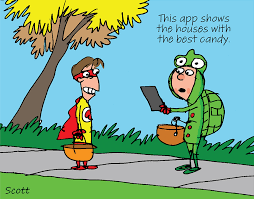 This app shows
the houses with
the best candy.
Scott